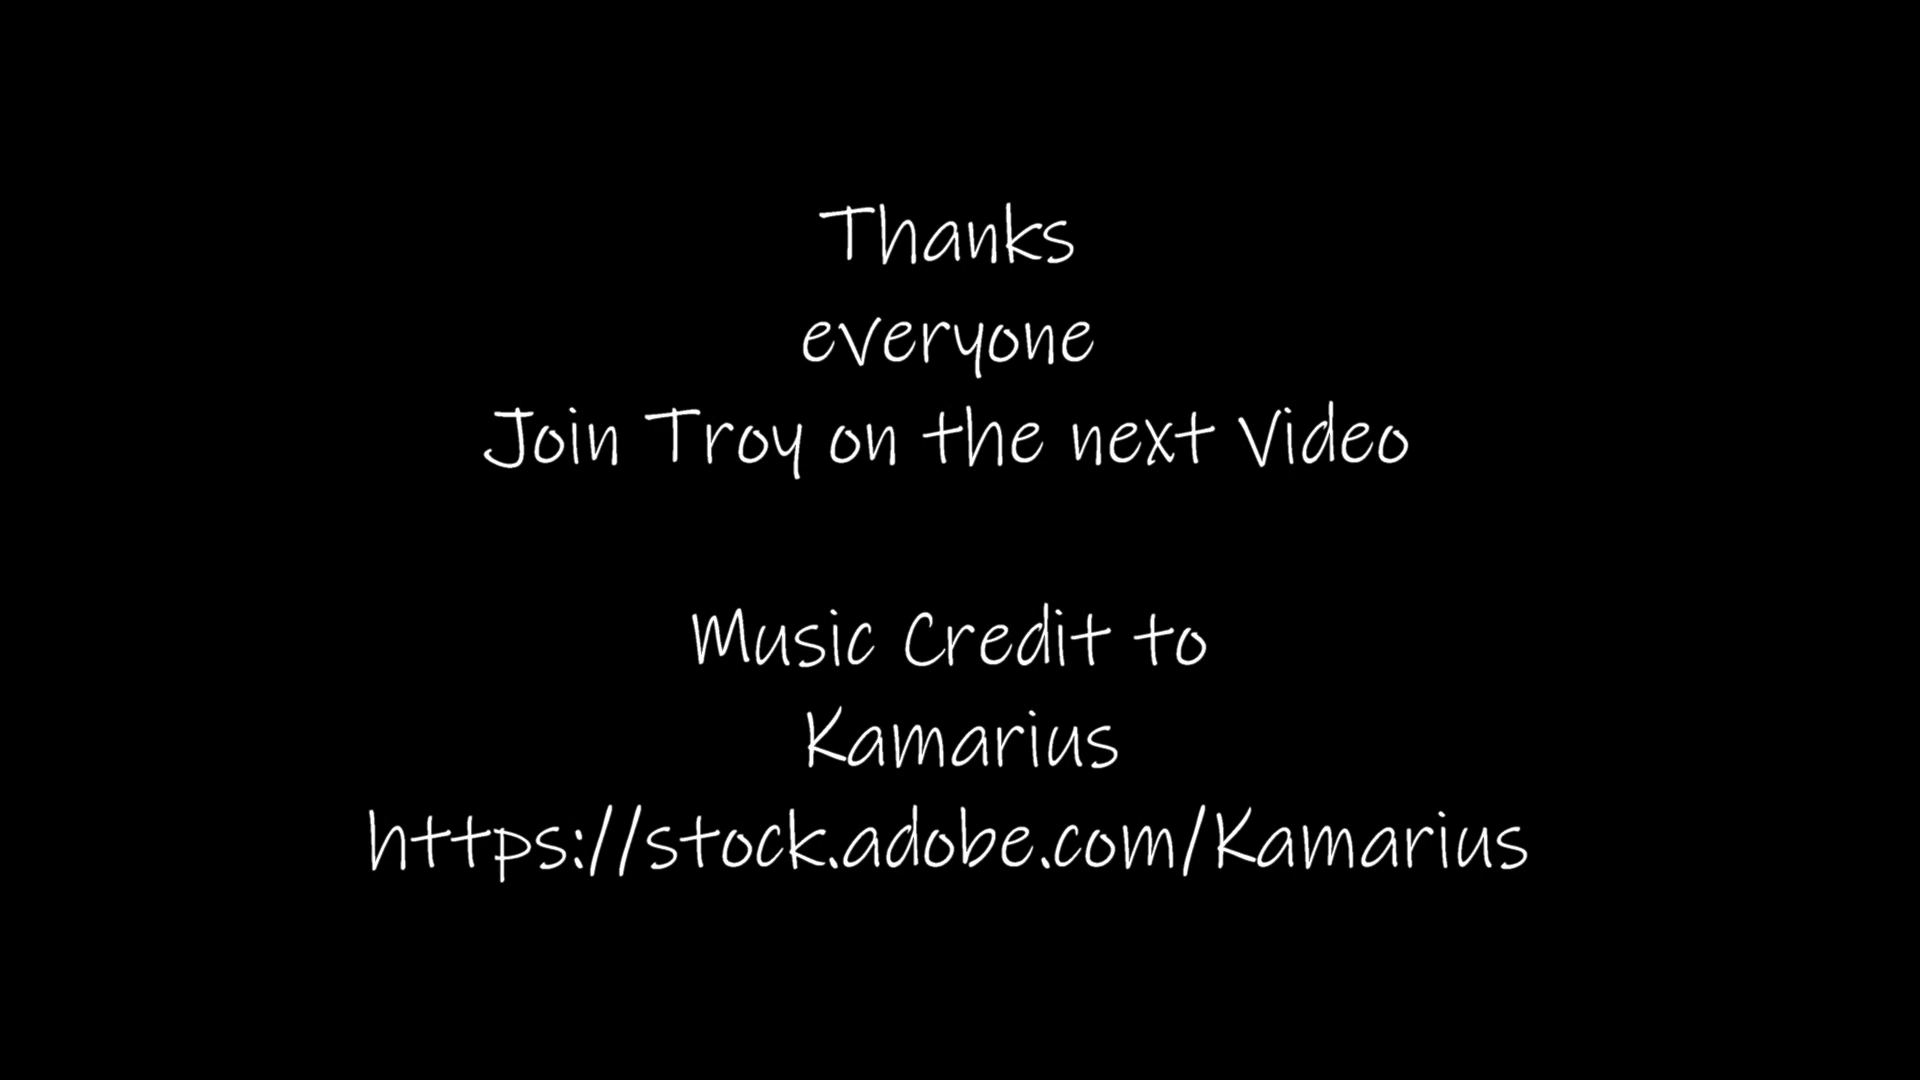 Thanks
everyone
Join Troy on the next Video
Music Credit to
Kamarius
https://stock.adobe.com/Kamarius